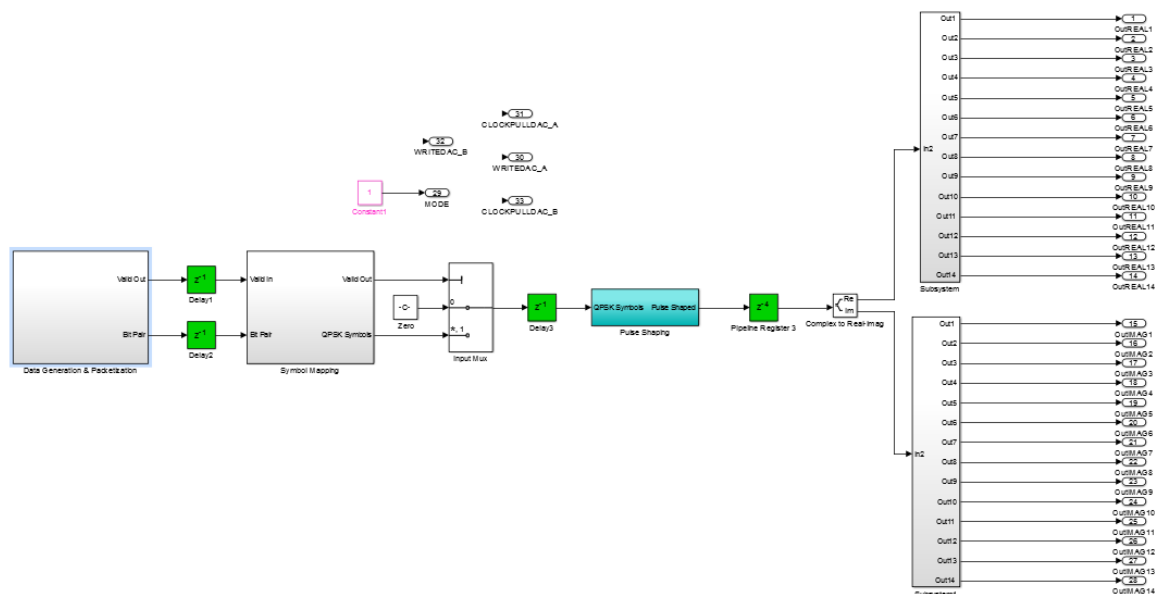 Out1
Out2
Out3
Out4
Out5
Out6
Out7
Out8
Out9
Out10
Out11
Out12
Out13
Out14
In2
Subsystem
1
OutREAL1
2
OutREAL2
3
OutREAL3
4
OutREAL4
5
OutREAL5
6
OutREAL6
7
OutREAL7
8
OutREAL8
9
OutREAL9
10
OutREAL10
11
OutREAL11
12
OutREAL12
13
OutREAL13
14
OutREAL14
31
CLOCKPULLDAC_A
32
WRITEDAC_B
30
WRITEDAC_A
1
Constant1
29
MODE
33
CLOCKPULLDAC_B
Valid Out
Bit Pair
Data Generation & Packetization
z-1
Delay1
z-1
Delay2
Valid In
Bit Pair
Valid Out
QPSK Symbols
Symbol Mapping
-C-
Zero
0
*, 1
Input Mux
z-1
Delay3
QPSK Symbols
Pulse Shaped
Pulse Shaping
z-4
Pipeline Register 3
Re
Im
Complex to Real-Imag
Out1
Out2
Out3
Out4
Out5
Out6
Out7
Out8
Out9
Out10
Out11
Out12
Out13
Out14
In2
Subsystem1
15
OutIMAG1
16
OutIMAG2
17
OutIMAG3
18
OutIMAG4
19
OutIMAG5
20
OutIMAG6
21
OutIMAG7
22
OutIMAG8
23
OutIMAG9
24
OutIMAG10
25
OutIMAG11
26
OutIMAG12
27
OutIMAG13
28
OutIMAG14